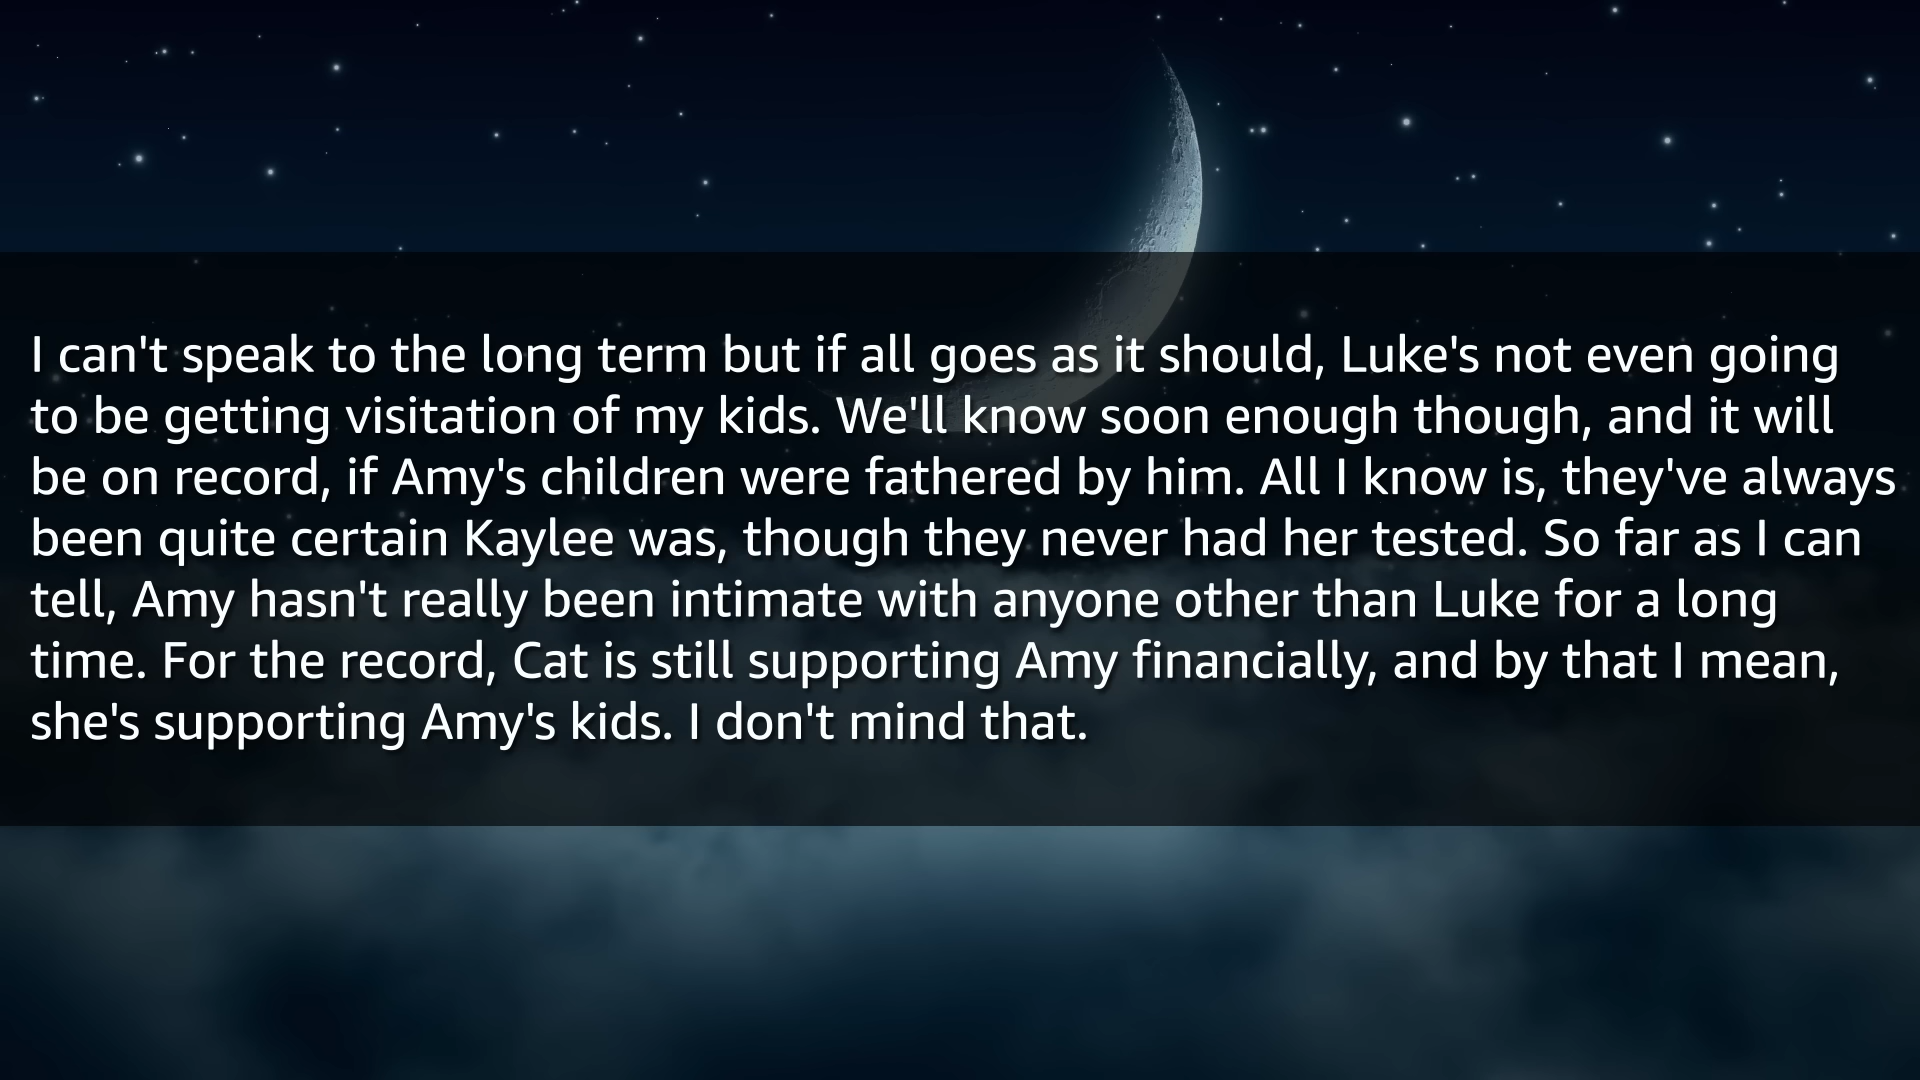 I can't speak to the long term but if all goes as it should, Luke's not even going
to be getting visitation of my kids. We'll know soon enough though, and it will
be on record, if Amy's children were fathered by him. All I know is, they've always
been quite certain Kaylee was, though they never had her tested. So far as I can
tell, Amy hasn't really been intimate with anyone other than Luke for a long
time. For the record, Cat is still supporting Amy financially, and by that I mean,
she's supporting Amy's kids. I don't mind that.